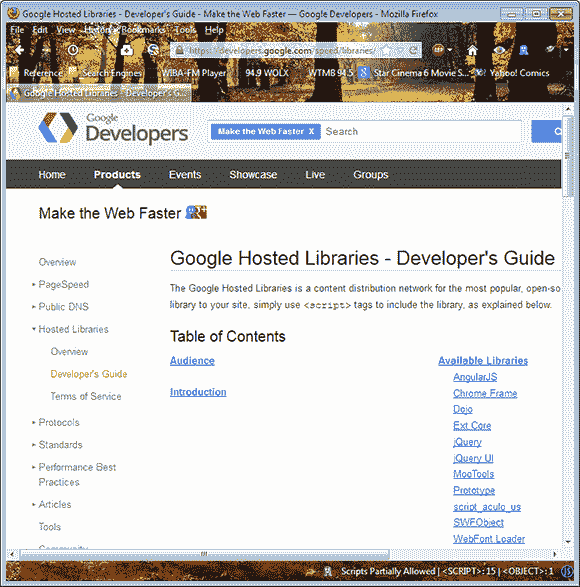 Google Hosted Libraries - Developer's Guide - Make the Web Faster — Google Developers - Mozilla Firefox
File Edit View History Bookmarks Tools Help
https://developers.google.com/speed/libraries/
Reference Search Engines WIBA-FM Player 94.9 WOLX WTMB 94.5 Star Cinema 6 Movie S... Yahoo! Comics
Google Hosted Libraries - Developer's G...
Google
Developers
Make the Web Faster X Search
Home Products Events Showcase Live Groups
Make the Web Faster
Overview
PageSpeed
Public DNS
Hosted Libraries
Overview
Developer's Guide
Terms of Service
Protocols
Standards
Performance Best
Practices
Articles
Tools
Community
Google Hosted Libraries - Developer's Guide
The Google Hosted Libraries is a content distribution network for the most popular, open-so
library to your site, simply use <script> tags to include the library, as explained below.
Table of Contents
Audience
Introduction
Available Libraries
AngularJS
Chrome Frame
Dojo
Ext Core
jQuery
jQuery UI
MooTools
Prototype
script_aculo_us
SWFObject
WebFont Loader
Scripts Partially Allowed | <SCRIPT>: 15 | <OBJECT>: 1